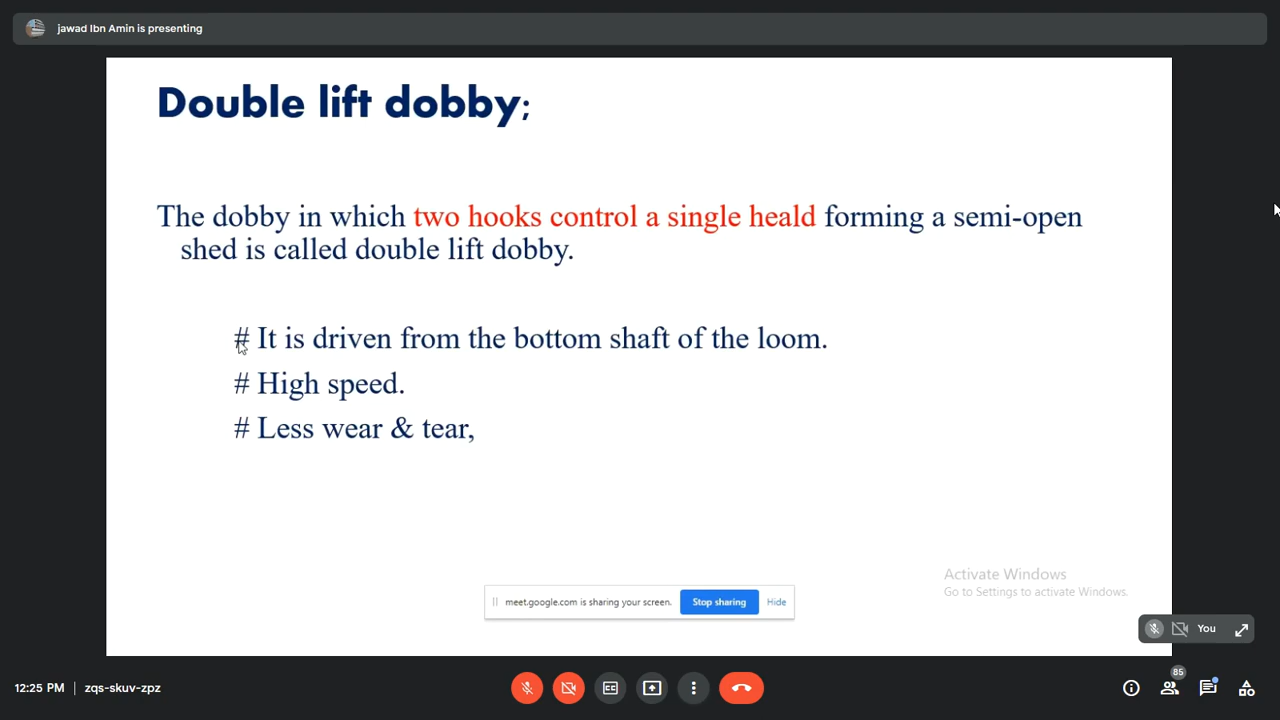 jawad Ibn Amin is presenting
Double lift dobby;
The dobby in which two hooks control a single heald forming a semi-open
shed is called double lift dobby.
# It is driven from the bottom shaft of the loom.
# High speed.
# Less wear & tear,
Activate Windows
Go to Settings to activate Windows.
meet.google.com is sharing your screen.
Stop sharing
Hide
You
12:25 PM | zqs-skuv-zpz
CC
85